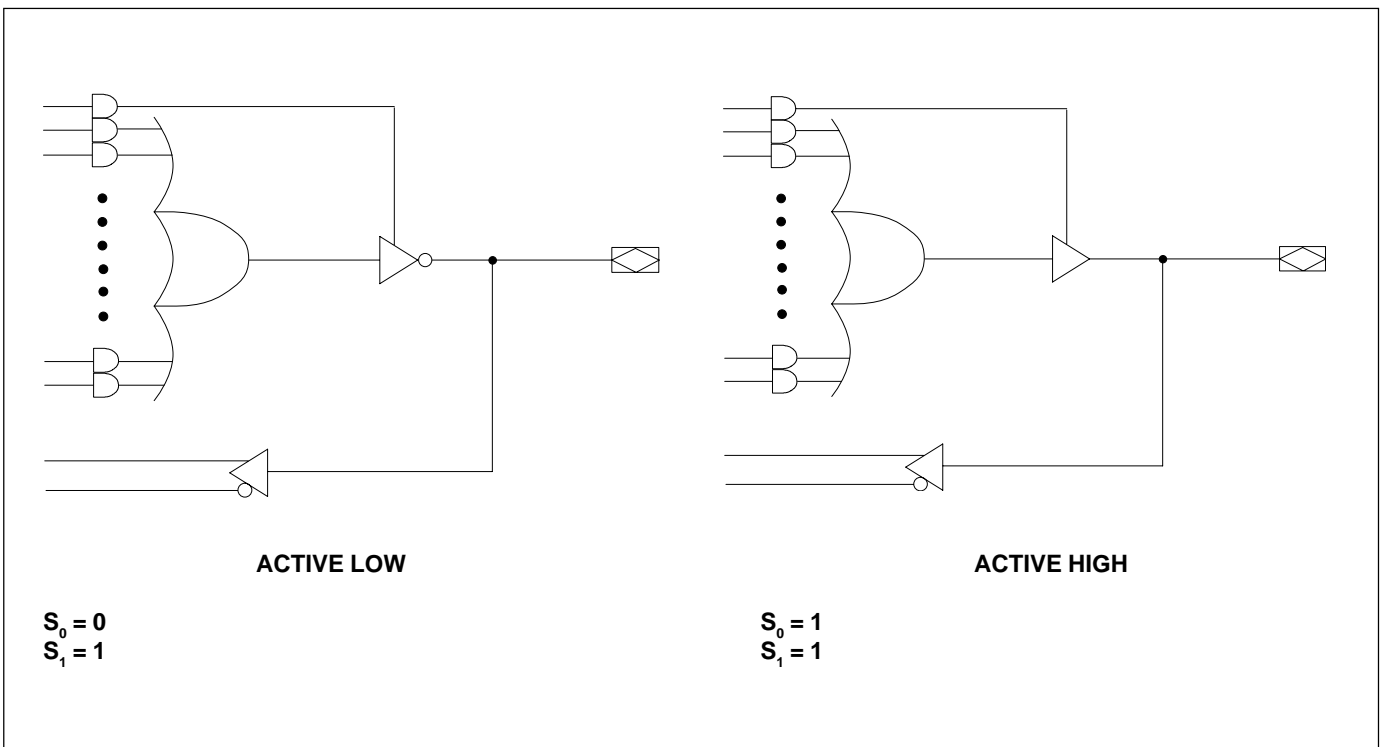 ACTIVE LOW
S0 = 0
S1 = 1
ACTIVE HIGH
S0 = 1
S1 = 1